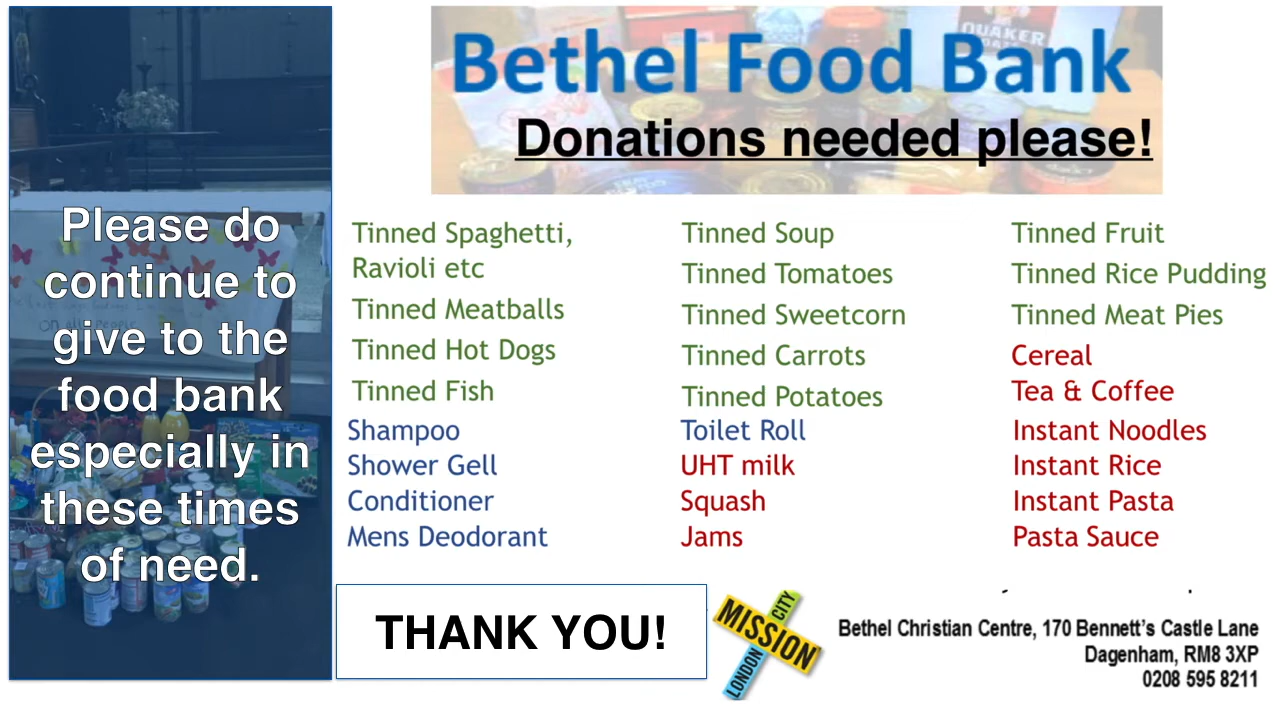 Please do
continue to
give to the
food bank
especially in
these times
of need.
Bethel Food Bank
Donations needed please!
QUAKER
Tinned Spaghetti,
Ravioli etc
Tinned Meatballs
Tinned Hot Dogs
Tinned Fish
Shampoo
Shower Gell
Conditioner
Mens Deodorant
Tinned Soup
Tinned Tomatoes
Tinned Sweetcorn
Tinned Carrots
Tinned Potatoes
Toilet Roll
UHT milk
Squash
Jams
Tinned Fruit
Tinned Rice Pudding
Tinned Meat Pies
Cereal
Tea & Coffee
Instant Noodles
Instant Rice
Instant Pasta
Pasta Sauce
THANK YOU!
CITY
MISSION
LONDON
Bethel Christian Centre, 170 Bennett's Castle Lane
Dagenham, RM8 3XP
0208 595 8211